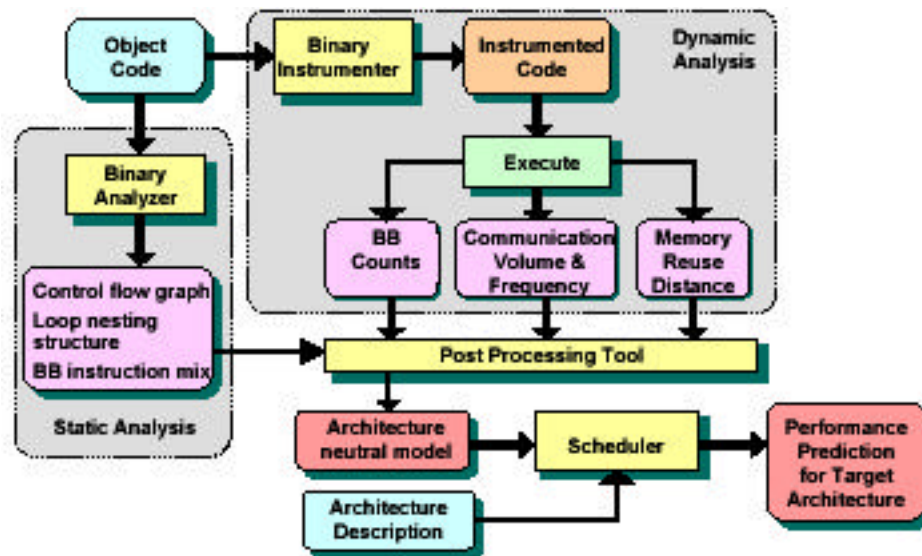 Object
Code
Binary
Instrumenter
Instrumented
Code
Dynamic
Analysis
Binary
Analyzer
Execute
BB
Counts
Communication
Volume &
Frequency
Memory
Reuse
Distance
Control flow graph
Loop nesting
structure
BB instruction mix
Static Analysis
Post Processing Tool
Architecture
neutral model
Scheduler
Performance
Prediction
for Target
Architecture
Architecture
Description